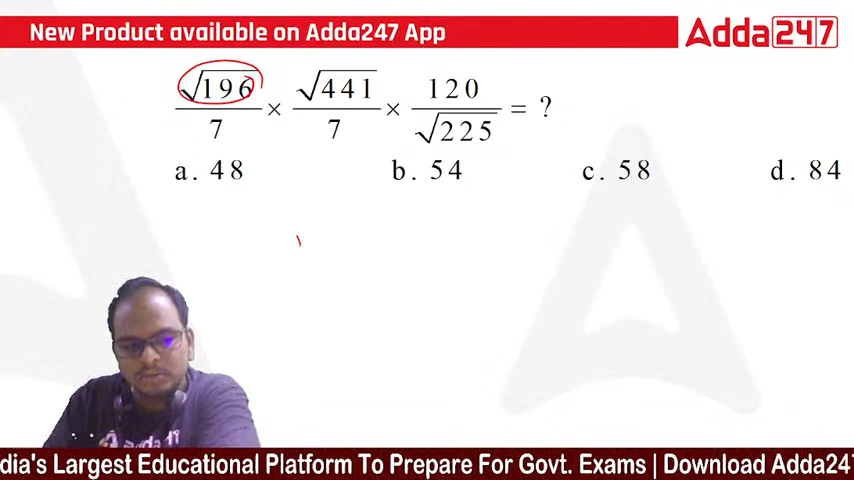 New Product available on Adda247 App
Adda247
√196/7 × √441/7 × 120/√225 = ?
a. 48 b. 54 c. 58 d. 84
dia's Largest Educational Platform To Prepare For Govt. Exams | Download Adda247